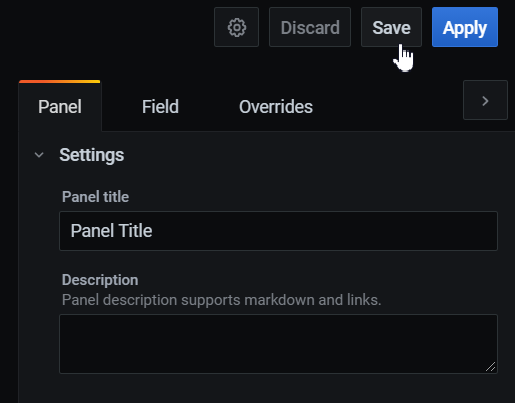 Discard Save Apply
Panel Field Overrides
Settings
Panel title
Panel Title
Description
Panel description supports markdown and links.